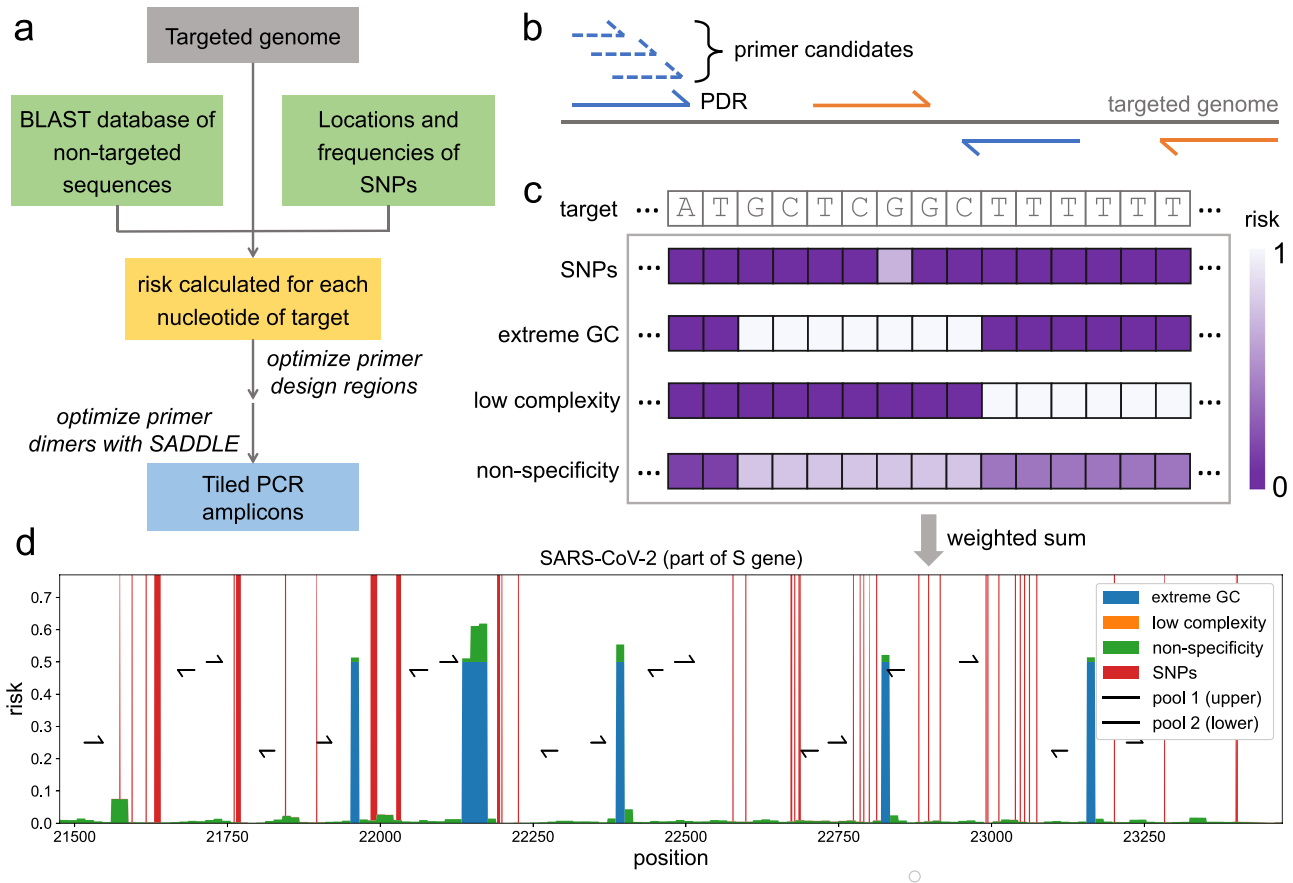 a
Targeted genome
BLAST database of
non-targeted
sequences
Locations and
frequencies of
SNPs
risk calculated for each
nucleotide of target
optimize primer
design regions
optimize primer
dimers with SADDLE
Tiled PCR
amplicons
b
primer candidates
PDR
targeted genome
c
target ... A T G C T C G G C T T T T T T ...
risk
SNPs ... ...
1
extreme GC ... ...
low complexity ... ...
non-specificity ... ...
0
weighted sum
d
SARS-CoV-2 (part of S gene)
risk
0.7
0.6
0.5
0.4
0.3
0.2
0.1
0.0
extreme GC
low complexity
non-specificity
SNPs
pool 1 (upper)
pool 2 (lower)
21500 21750 22000 22250 22500 22750 23000 23250
position